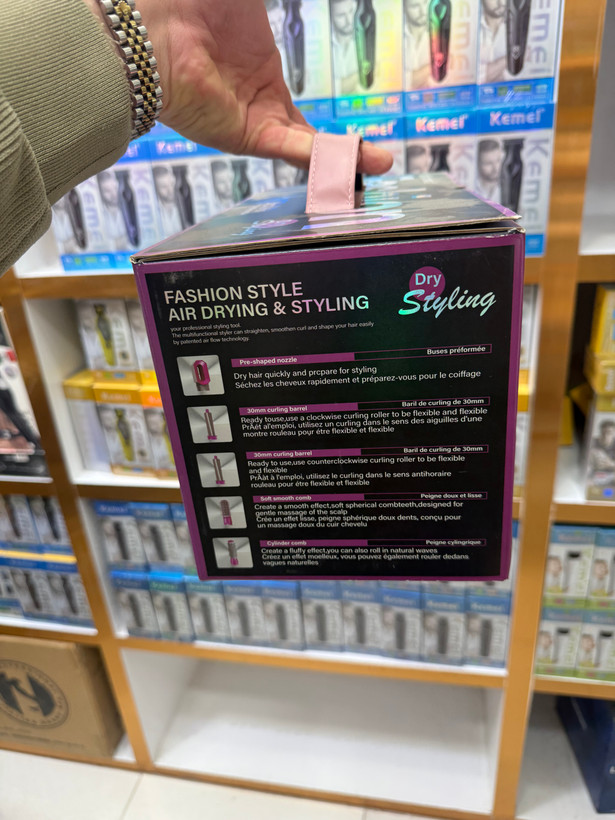 Kemei
Kemei
Kemei
FASHION STYLE
AIR DRYING & STYLING
Dry
Styling
your professional styling tool.
The multifunctional styler can straighten, smoothen curl and shape your hair easily
by patented air flow technology.
Pre-shaped nozzle
Buses préformée
Dry hair quickly and prcpare for styling
Séchez les cheveux rapidement et préparez-vous pour le coiffage
30mm curling barrel
Baril de curling de 30mm
Ready touse,use a clockwise curling roller to be flexible and flexible
PrÃät al'emploi, utilisez un curling dans le sens des aiguilles d'une
montre rouleau pour étre flexible et flexible
30mm curling barrel
Baril de curling de 30mm
Ready to use,use counterclockwise curling roller to be flexible
and flexible
PrÃät à l'emploi, utilisez le curling dans le sens antihoraire
rouleau pour étre flexible et flexible
Soft smooth comb
Peigne doux et lisse
Create a smooth effect,soft spherical combteeth,designed for
gentle massage of the scalp
Crée un effet lisse, peigne sphérique doux dents, conçu pour
un massage doux du cuir chevelu
Cylinder comb
Peigne cylingrique
Create a fluffy effect,you can also roll in natural waves
Créez un effet moelleux, vous pouvez également rouler dedans
vagues naturelles